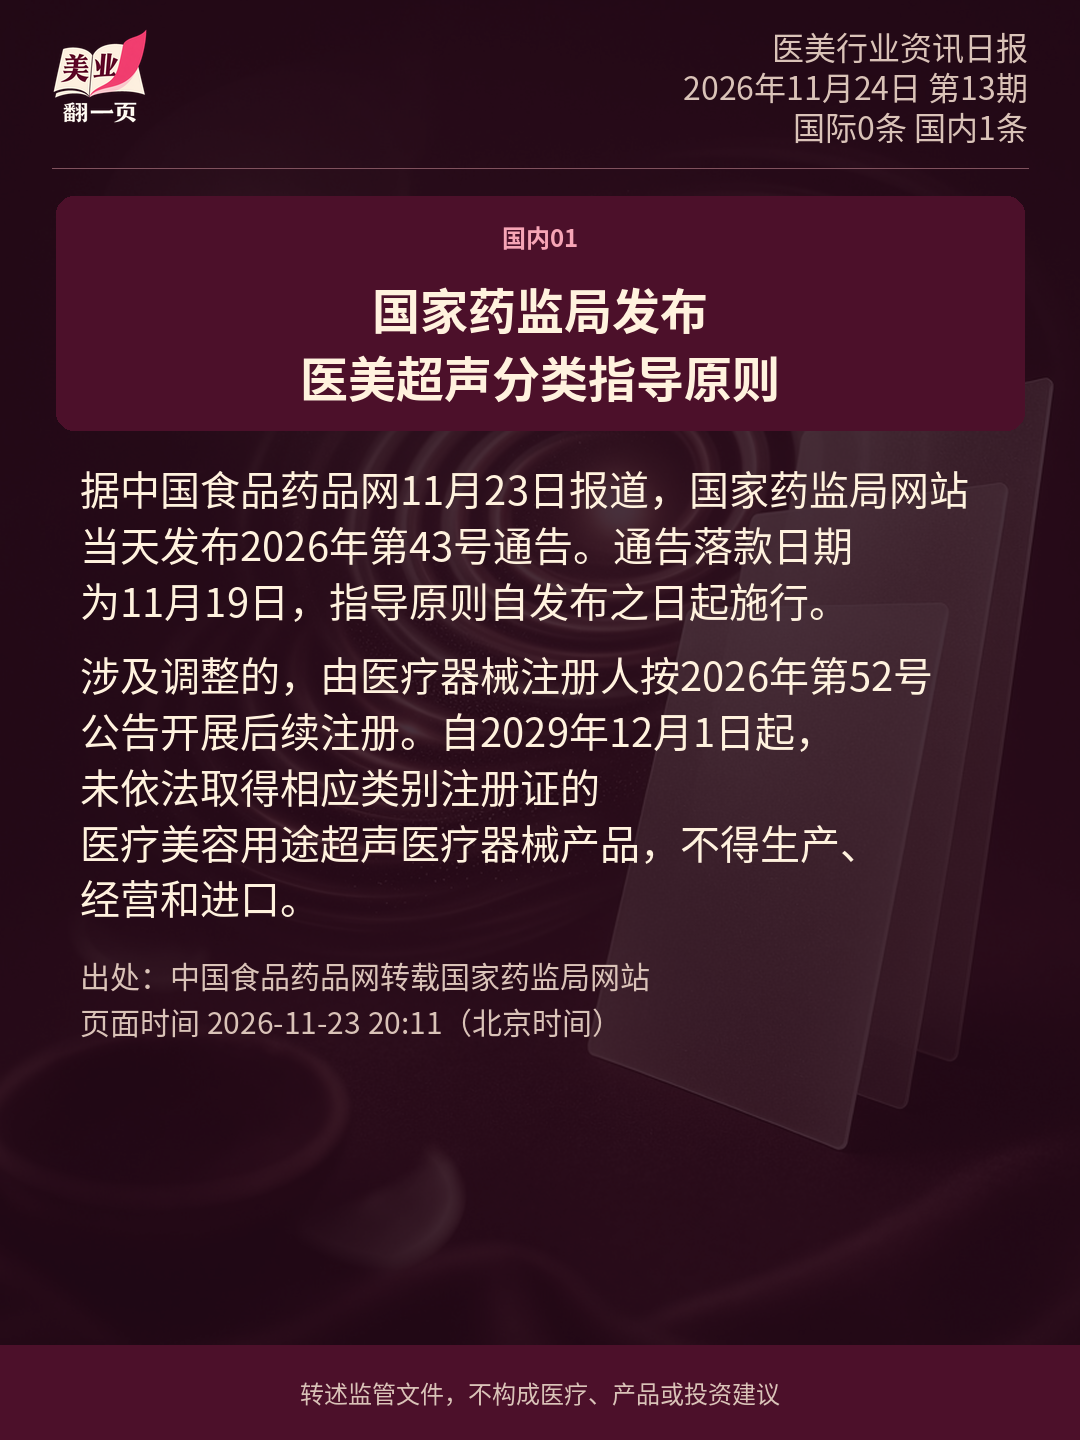 美业
翻一页
医美行业资讯日报
2026年11月24日 第13期
国际0条 国内1条
国内01
国家药监局发布
医美超声分类指导原则
据中国食品药品网11月23日报道，国家药监局网站
当天发布2026年第43号通告。通告落款日期
为11月19日，指导原则自发布之日起施行。
涉及调整的，由医疗器械注册人按2026年第52号
公告开展后续注册。自2029年12月1日起，
未依法取得相应类别注册证的
医疗美容用途超声医疗器械产品，不得生产、
经营和进口。
出处：中国食品药品网转载国家药监局网站
页面时间 2026-11-23 20:11（北京时间）
转述监管文件，不构成医疗、产品或投资建议